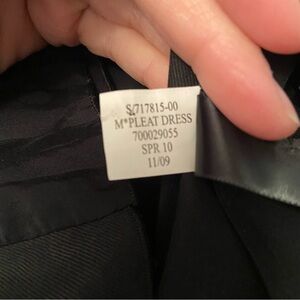 S/717815-00
M*PLEAT DRESS
700029055
SPR 10
11/09